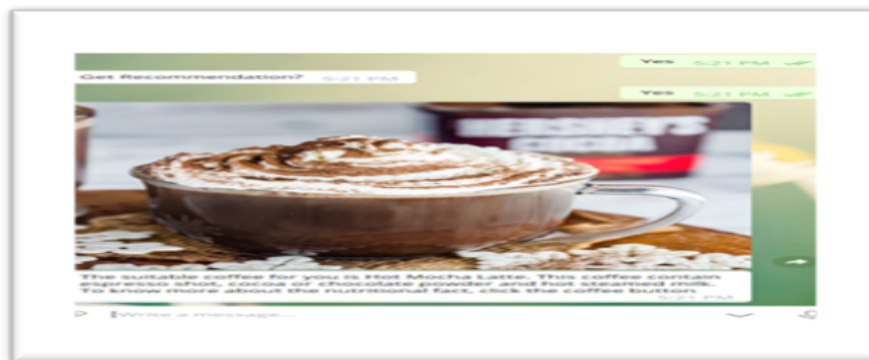 Yes 5:21 PM
Get Recommendation? 5:21 PM
Yes 5:21 PM
HERSHEY'S
COCOA
The suitable coffee for you is Hot Mocha Latte. This coffee contain
espresso shot, cocoa or chocolate powder and hot steamed milk.
To know more about the nutritional fact, click the coffee button
5:21 PM
Write a message...